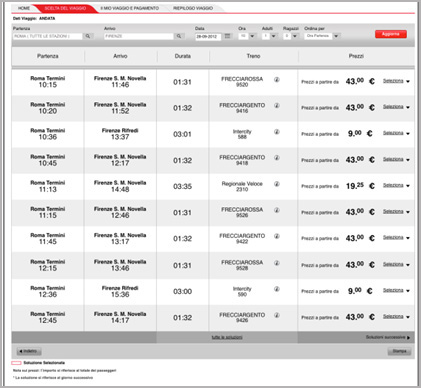 HOME SCELTA DEL VIAGGIO IL MIO VIAGGIO E PAGAMENTO RIEPILOGO VIAGGIO
Dati Viaggio: ANDATA
Partenza Arrivo Data Ora Adulti Ragazzi Ordina per
ROMA ( TUTTE LE STAZIONI ) FIRENZE 28-09-2012 Ora Partenza Aggiorna
Partenza Arrivo Durata Treno Prezzi
Roma Termini Firenze S. M. Novella 01:31 FRECCIAROSSA Prezzi a partire da 43,00 € Seleziona
10:15 11:46 9520
Roma Termini Firenze S. M. Novella 01:32 FRECCIARGENTO Prezzi a partire da 43,00 € Seleziona
10:20 11:52 9416
Roma Termini Firenze Rifredi 03:01 Intercity Prezzi a partire da 9,00 € Seleziona
10:36 13:37 588
Roma Termini Firenze S. M. Novella 01:32 FRECCIARGENTO Prezzi a partire da 43,00 € Seleziona
10:45 12:17 9418
Roma Termini Firenze S. M. Novella 03:35 Regionale Veloce Prezzi a partire da 19,25 € Seleziona
11:13 14:48 2310
Roma Termini Firenze S. M. Novella 01:31 FRECCIARGENTO Prezzi a partire da 43,00 € Seleziona
11:15 12:46 9526
Roma Termini Firenze S. M. Novella 01:32 FRECCIARGENTO Prezzi a partire da 43,00 € Seleziona
11:45 13:17 9422
Roma Termini Firenze S. M. Novella 01:31 FRECCIAROSSA Prezzi a partire da 43,00 € Seleziona
12:15 13:46 9528
Roma Termini Firenze Rifredi 03:00 Intercity Prezzi a partire da 9,00 € Seleziona
12:36 15:36 590
Roma Termini Firenze S. M. Novella 01:32 FRECCIARGENTO Prezzi a partire da 43,00 € Seleziona
12:45 14:17 9426
tutte le soluzioni Soluzioni successive
Indietro Stampa
Soluzione Selezionata
Nota sui prezzi: l'importo si riferisce al totale dei passeggeri
* La soluzione si riferisce al giorno successivo